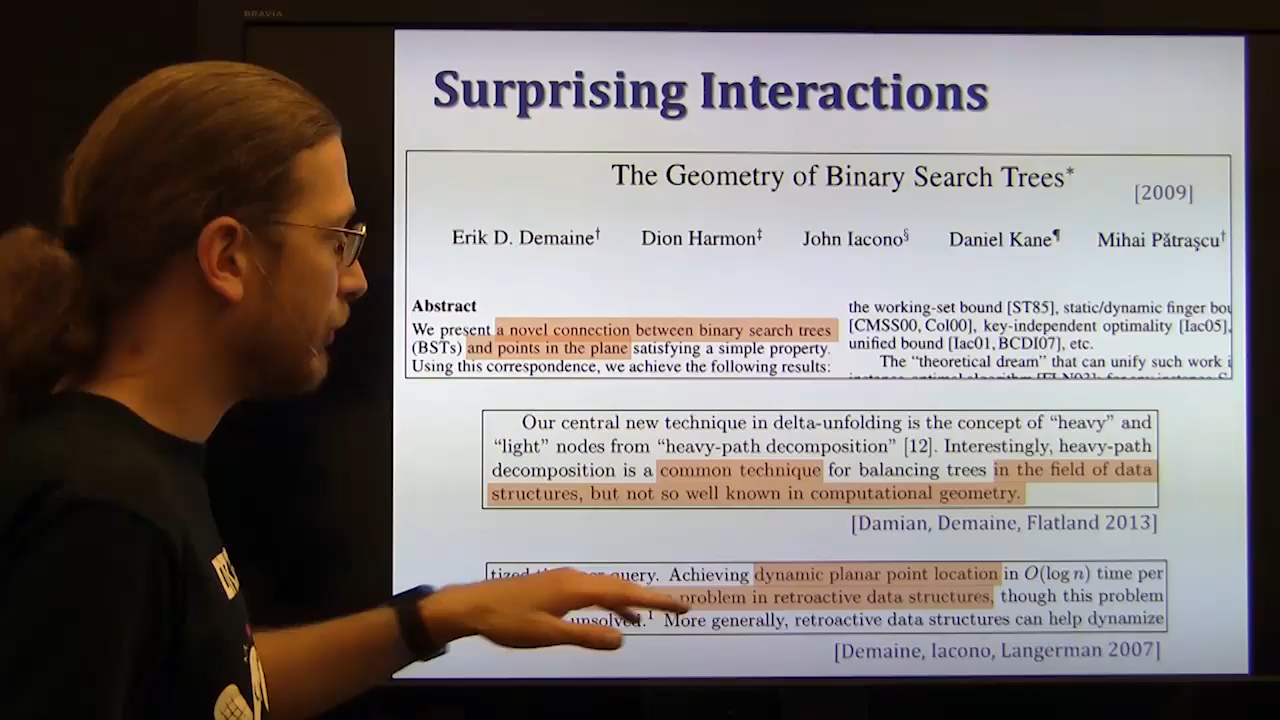 BRAVIA
Surprising Interactions
The Geometry of Binary Search Trees*
[2009]
Erik D. Demaine† Dion Harmon‡ John Iacono§ Daniel Kane¶ Mihai Pătraşcu†
Abstract
We present a novel connection between binary search trees
(BSTs) and points in the plane satisfying a simple property.
Using this correspondence, we achieve the following results:
the working-set bound [ST85], static/dynamic finger bou
[CMSS00, Col00], key-independent optimality [Iac05],
unified bound [Iac01, BCDI07], etc.
The “theoretical dream” that can unify such work i
Our central new technique in delta-unfolding is the concept of “heavy” and
“light” nodes from “heavy-path decomposition” [12]. Interestingly, heavy-path
decomposition is a common technique for balancing trees in the field of data
structures, but not so well known in computational geometry.
[Damian, Demaine, Flatland 2013]
query. Achieving dynamic planar point location in O(log n) time per
problem in retroactive data structures, though this problem
unsolved.¹ More generally, retroactive data structures can help dynamize
[Demaine, Iacono, Langerman 2007]